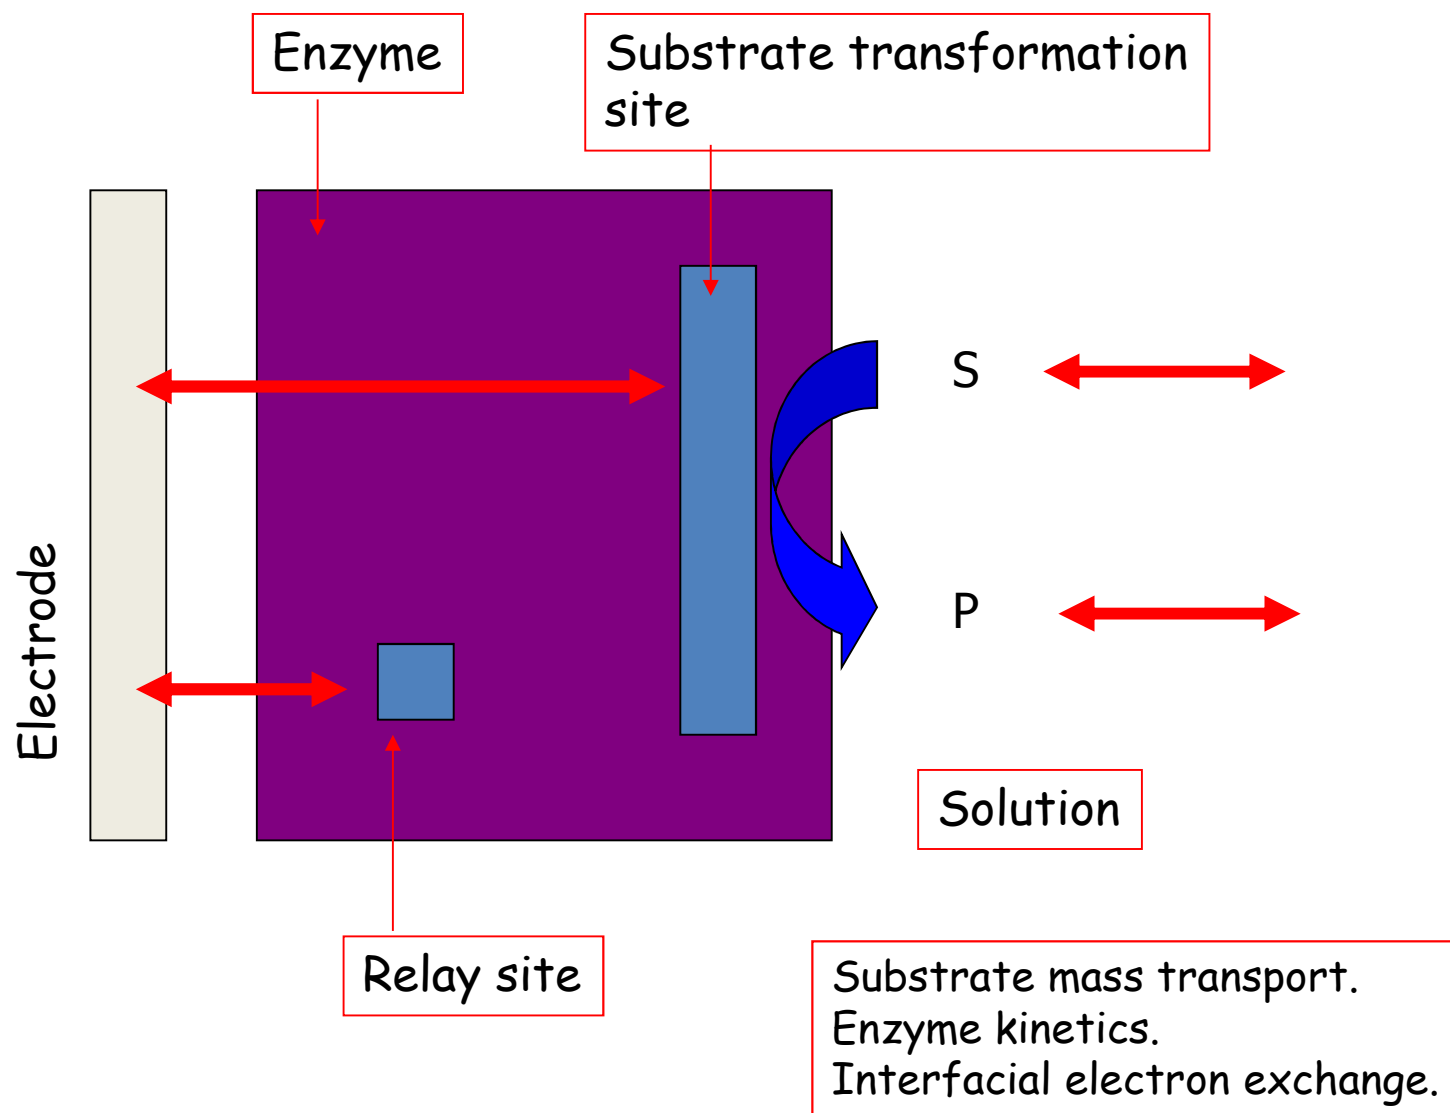 Enzyme
Substrate transformation
site
S
P
Electrode
Solution
Relay site
Substrate mass transport.
Enzyme kinetics.
Interfacial electron exchange.